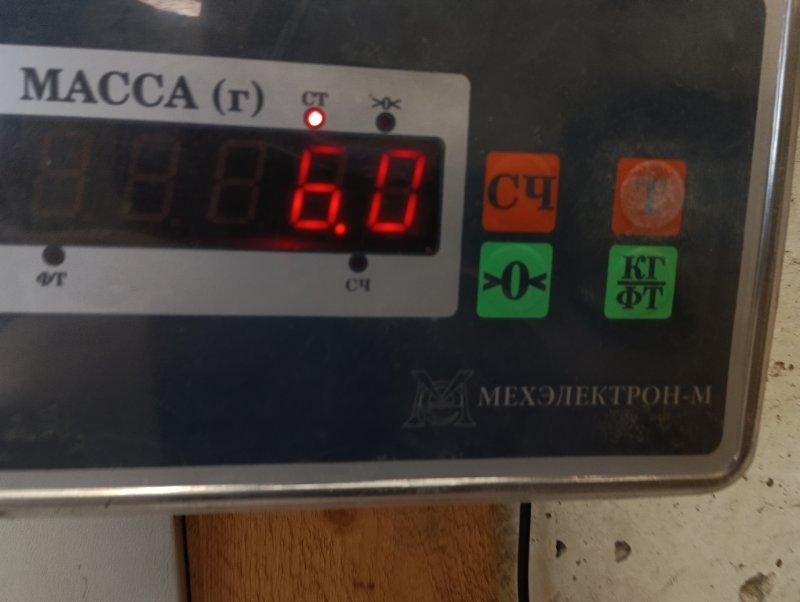 МАССА (г)
СТ
>0<
6.0
ФТ
СЧ
СЧ
Т
>0<
КГ
ФТ
МЕХЭЛЕКТРОН-М